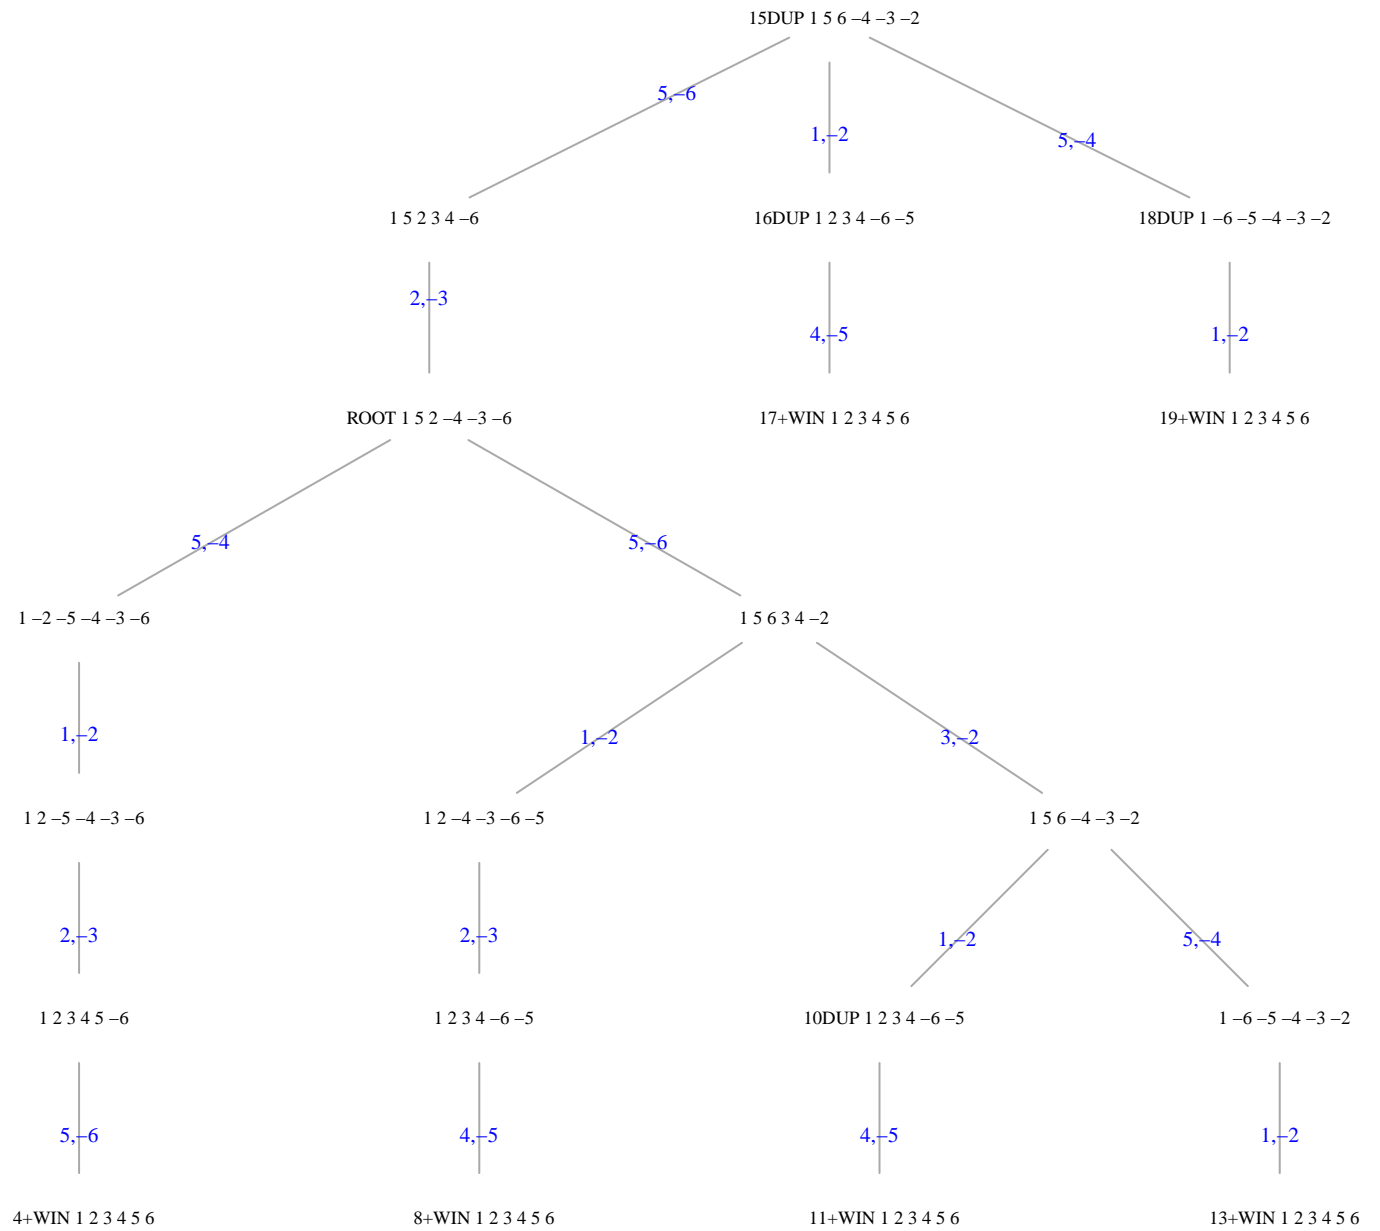 15DUP 1 5 6 –4 –3 –2
5,–6
1,–2
5,–4
1 5 2 3 4 –6
16DUP 1 2 3 4 –6 –5
18DUP 1 –6 –5 –4 –3 –2
2,–3
4,–5
1,–2
ROOT 1 5 2 –4 –3 –6
17+WIN 1 2 3 4 5 6
19+WIN 1 2 3 4 5 6
5,–4
5,–6
1 –2 –5 –4 –3 –6
1 5 6 3 4 –2
1,–2
1,–2
3,–2
1 2 –5 –4 –3 –6
1 2 –4 –3 –6 –5
1 5 6 –4 –3 –2
2,–3
2,–3
1,–2
5,–4
1 2 3 4 5 –6
1 2 3 4 –6 –5
10DUP 1 2 3 4 –6 –5
1 –6 –5 –4 –3 –2
5,–6
4,–5
4,–5
1,–2
4+WIN 1 2 3 4 5 6
8+WIN 1 2 3 4 5 6
11+WIN 1 2 3 4 5 6
13+WIN 1 2 3 4 5 6